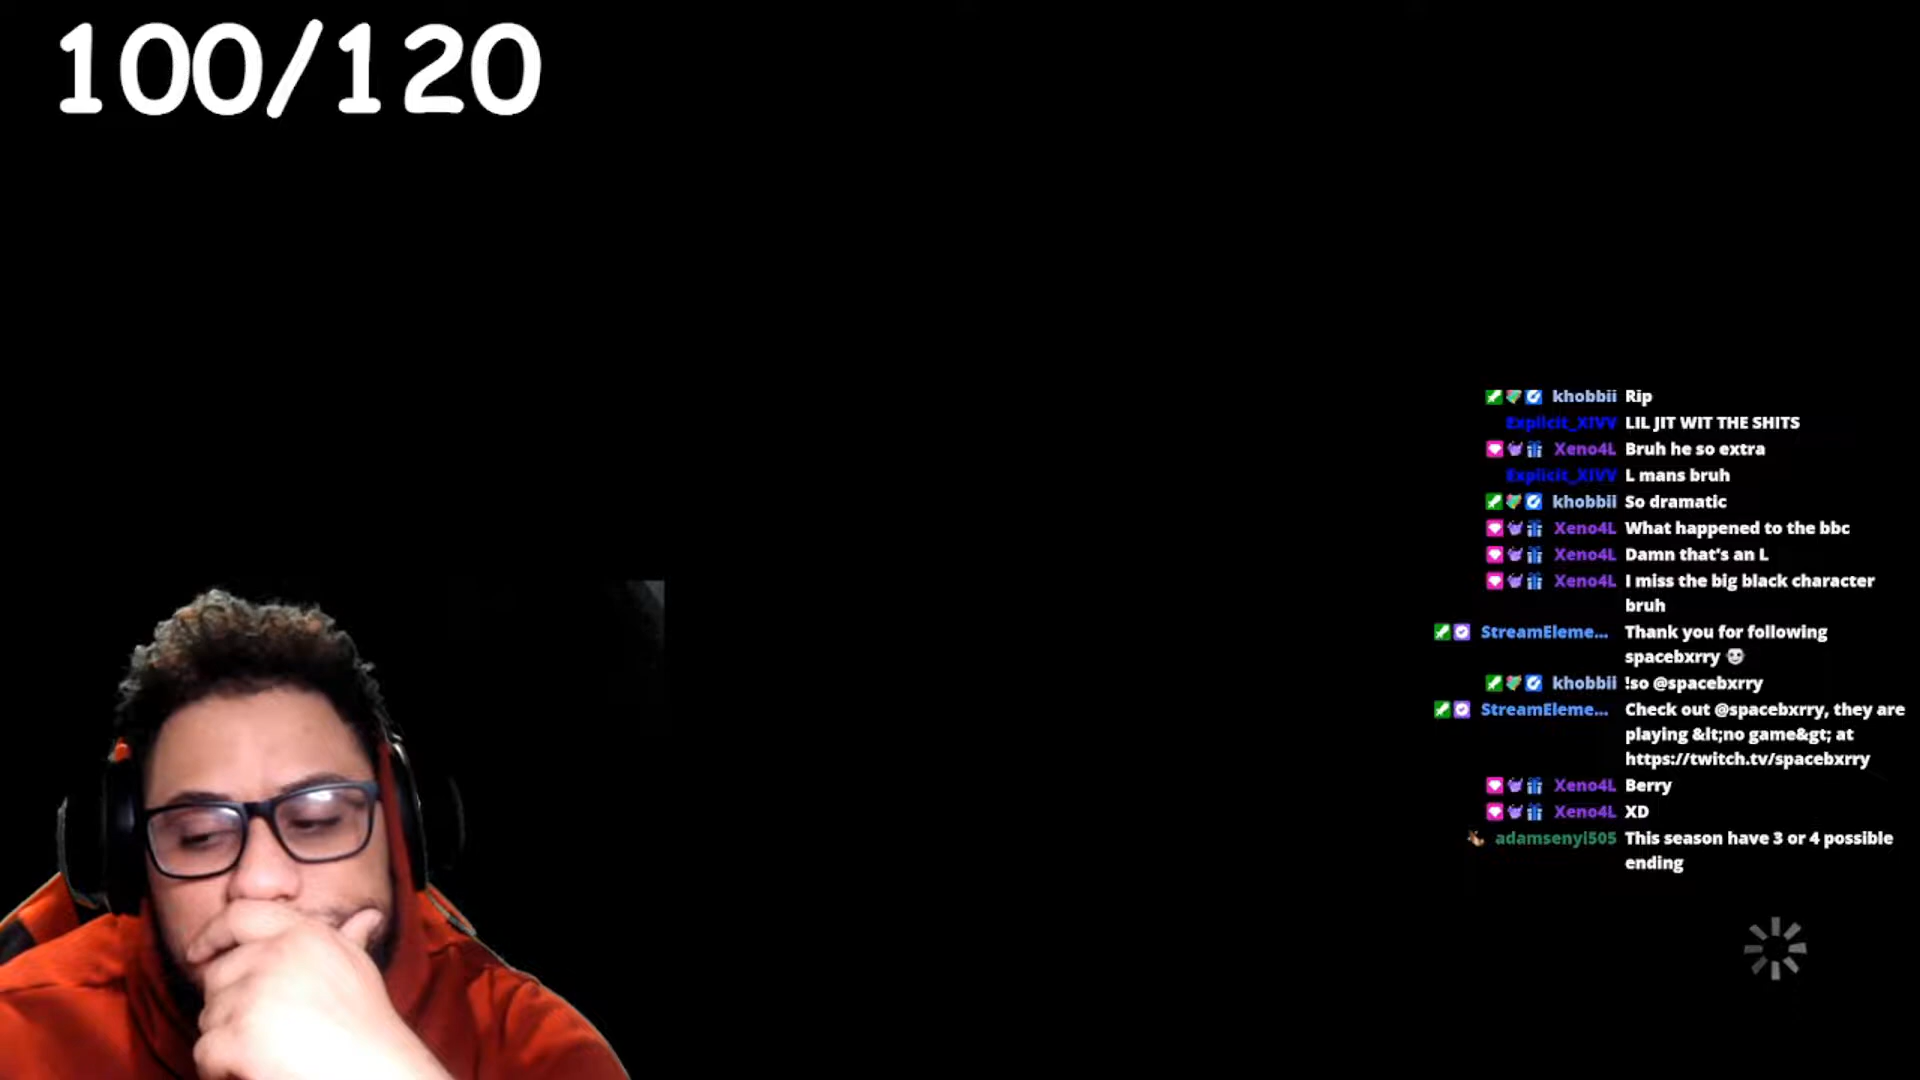 100/120
khobbii Rip
Explicit_XIVV LIL JIT WIT THE SHITS
Xeno4L Bruh he so extra
Explicit_XIVV L mans bruh
khobbii So dramatic
Xeno4L What happened to the bbc
Xeno4L Damn that's an L
Xeno4L I miss the big black character
bruh
StreamEleme... Thank you for following
spacebxrry
khobbii !so @spacebxrry
StreamEleme... Check out @spacebxrry, they are
playing &lt;no game&gt; at
https://twitch.tv/spacebxrry
Xeno4L Berry
Xeno4L XD
adamsenyl505 This season have 3 or 4 possible
ending